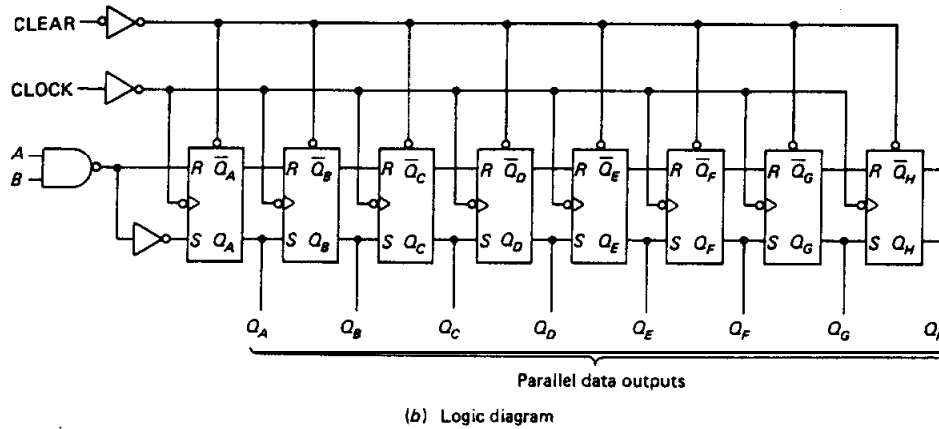 CLEAR
CLOCK
A
B
R Q̅A R Q̅B R Q̅C R Q̅D R Q̅E R Q̅F R Q̅G R Q̅H
S QA S QB S QC S QD S QE S QF S QG S QH
QA QB QC QD QE QF QG
Parallel data outputs
(b) Logic diagram